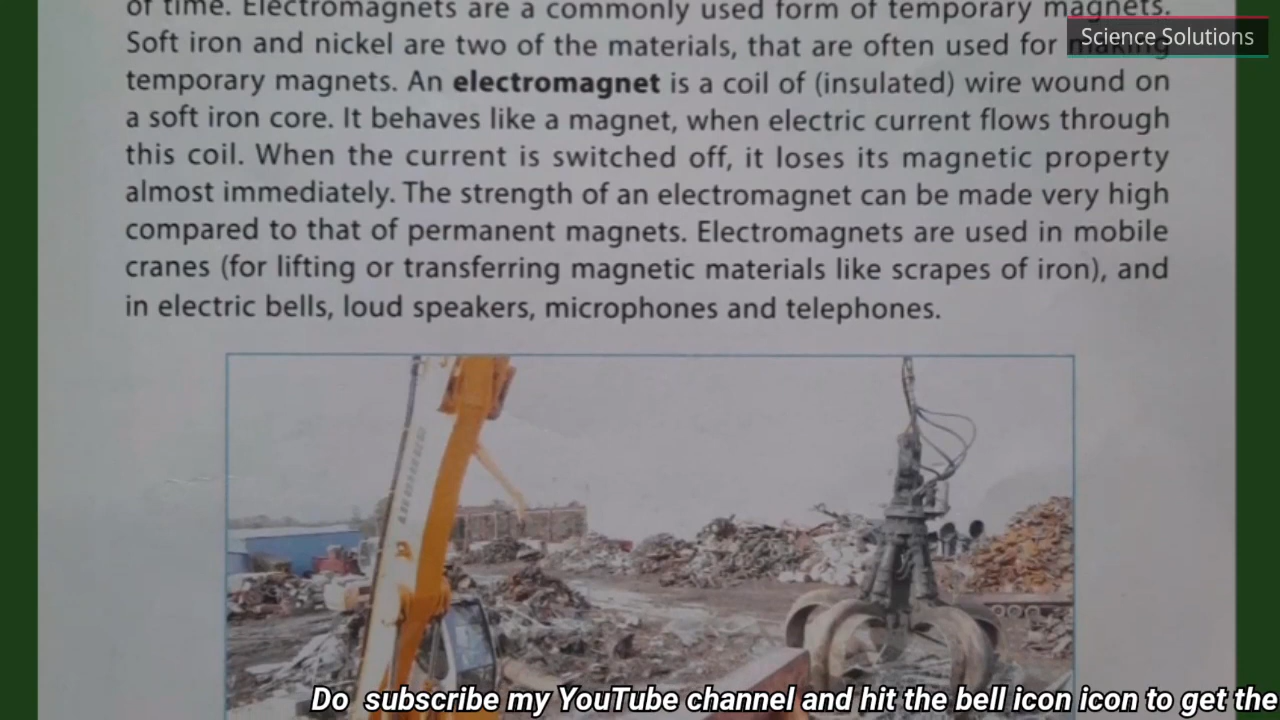 of time. Electromagnets are a commonly used form of temporary magnets.
Science Solutions
Soft iron and nickel are two of the materials, that are often used for making
temporary magnets. An electromagnet is a coil of (insulated) wire wound on
a soft iron core. It behaves like a magnet, when electric current flows through
this coil. When the current is switched off, it loses its magnetic property
almost immediately. The strength of an electromagnet can be made very high
compared to that of permanent magnets. Electromagnets are used in mobile
cranes (for lifting or transferring magnetic materials like scrapes of iron), and
in electric bells, loud speakers, microphones and telephones.
Do subscribe my YouTube channel and hit the bell icon icon to get the